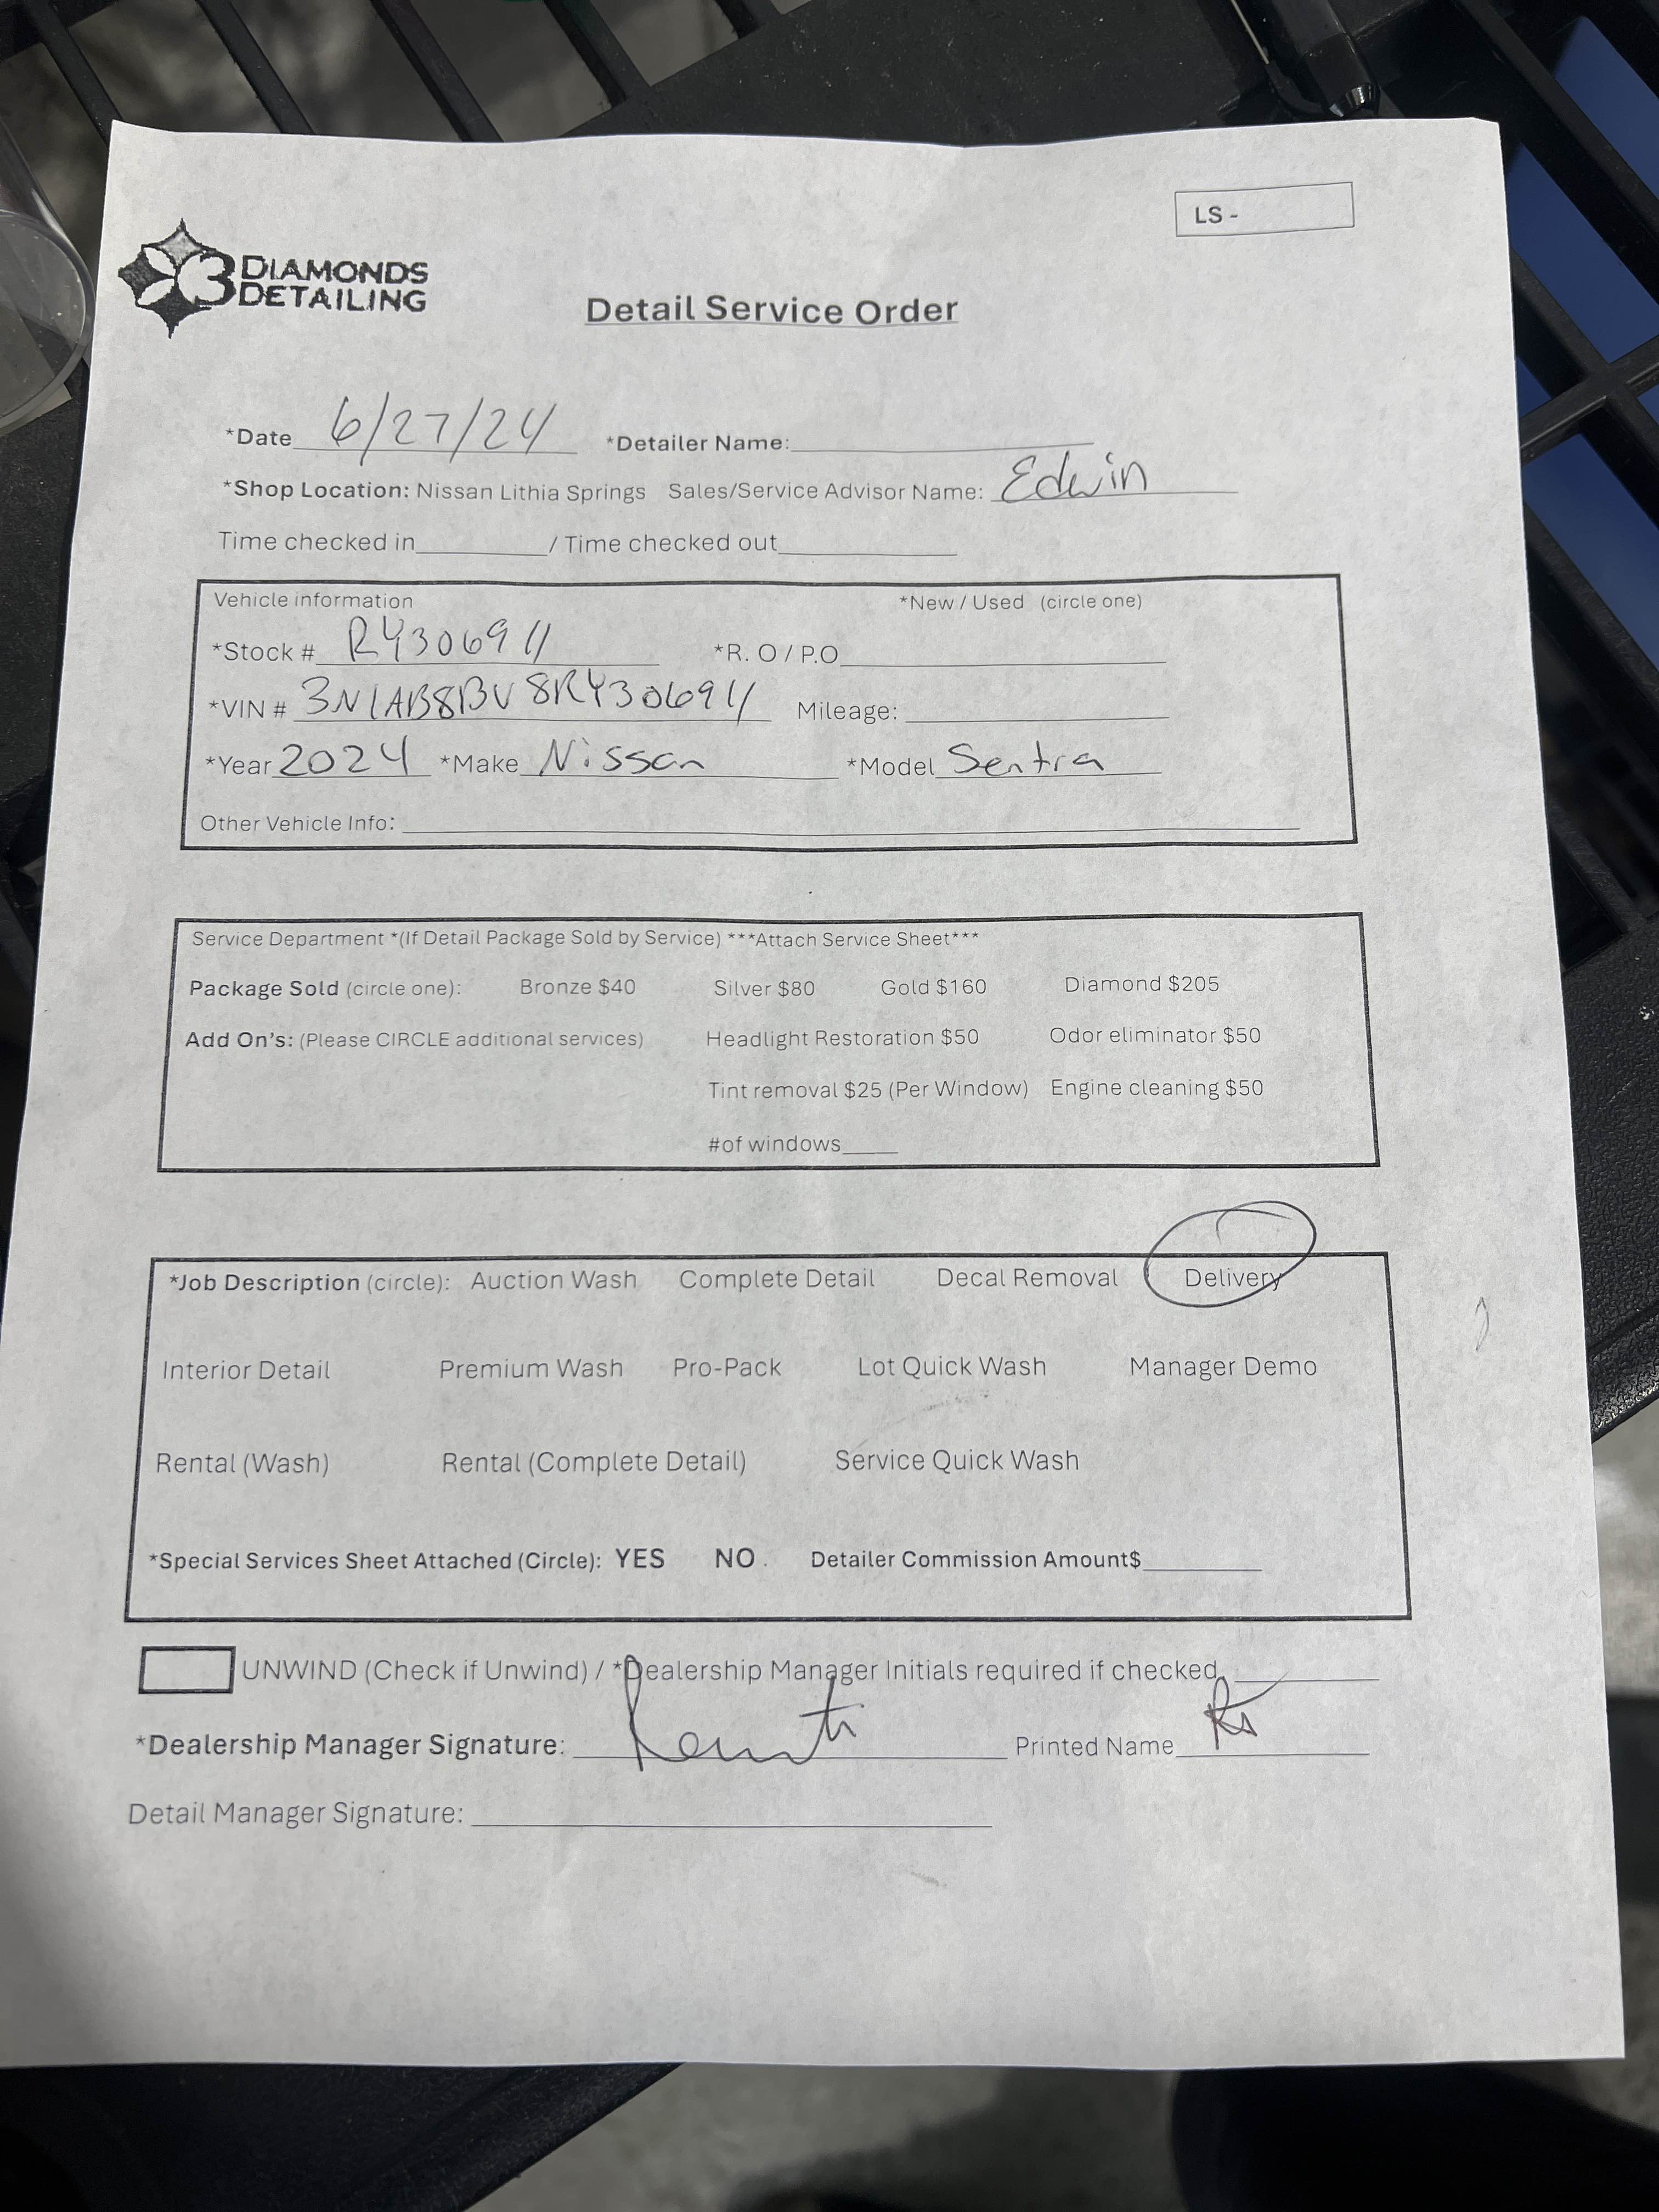 LS -
3 DIAMONDS
DETAILING
Detail Service Order
*Date 6/27/24 *Detailer Name:
*Shop Location: Nissan Lithia Springs Sales/Service Advisor Name: Edwin
Time checked in / Time checked out
Vehicle information *New / Used (circle one)
*Stock # RY306911 *R. O / P.O
*VIN # 3N1AB8BV8RY306911 Mileage:
*Year 2024 *Make Nissan *Model Sentra
Other Vehicle Info:
Service Department *(If Detail Package Sold by Service) ***Attach Service Sheet***
Package Sold (circle one): Bronze $40 Silver $80 Gold $160 Diamond $205
Add On's: (Please CIRCLE additional services) Headlight Restoration $50 Odor eliminator $50
Tint removal $25 (Per Window) Engine cleaning $50
#of windows
*Job Description (circle): Auction Wash Complete Detail Decal Removal Delivery
Interior Detail Premium Wash Pro-Pack Lot Quick Wash Manager Demo
Rental (Wash) Rental (Complete Detail) Service Quick Wash
*Special Services Sheet Attached (Circle): YES NO. Detailer Commission Amount$
UNWIND (Check if Unwind) / *Dealership Manager Initials required if checked
*Dealership Manager Signature: Printed Name
Detail Manager Signature: